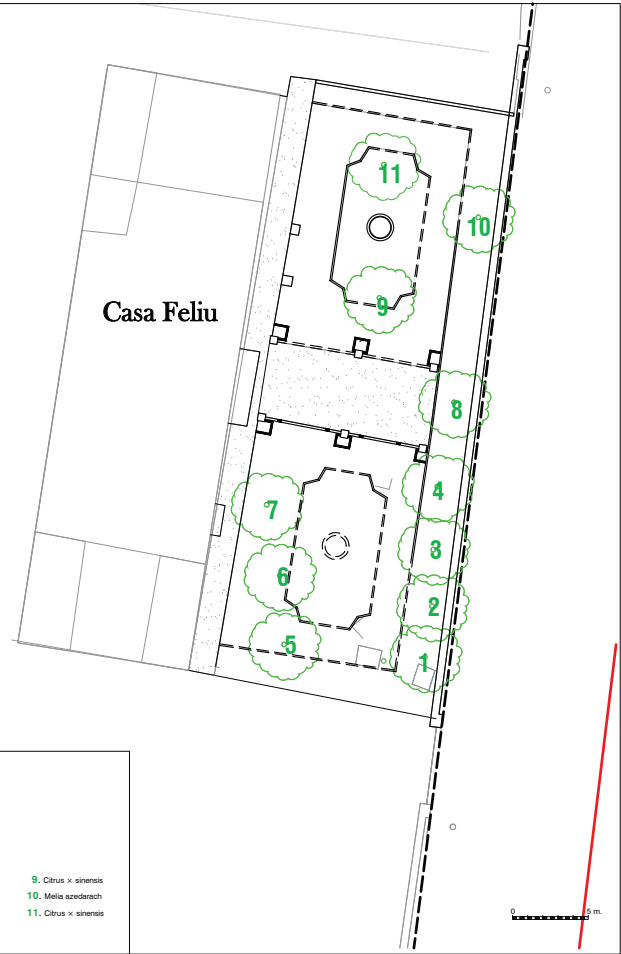 11
10
9
Casa Feliu
8
4
7
3
6
2
5
1
9. Citrus × sinensis
10. Melia azedarach
11. Citrus × sinensis
0 5 m.